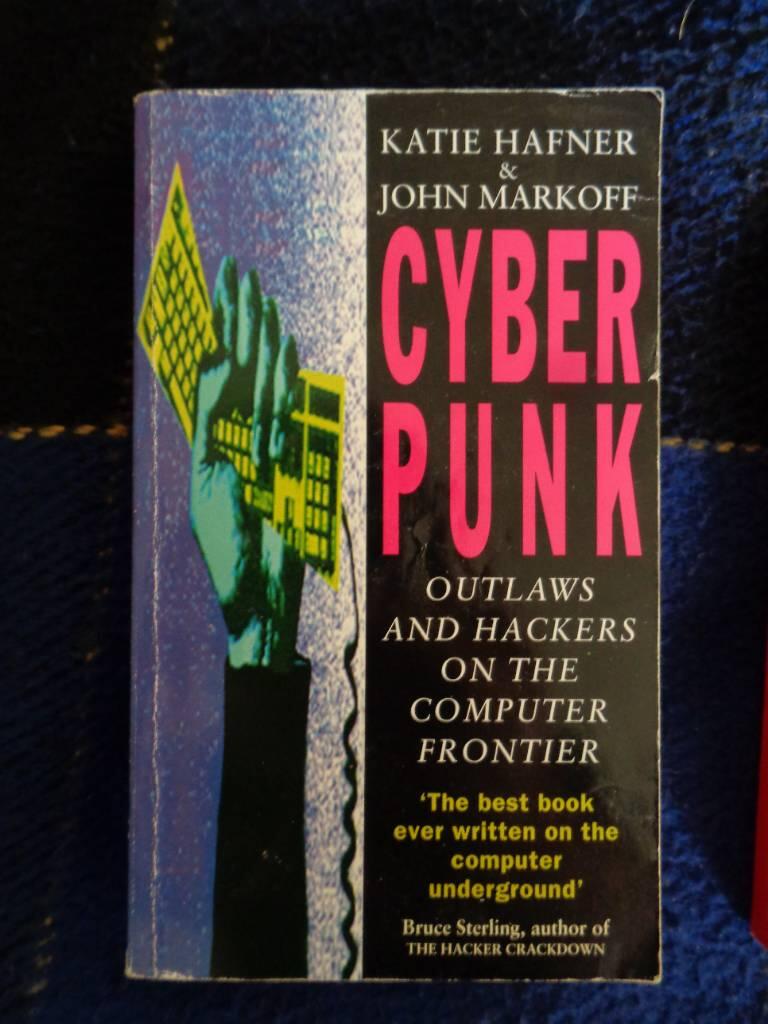 KATIE HAFNER
&
JOHN MARKOFF
CYBER
PUNK
OUTLAWS
AND HACKERS
ON THE
COMPUTER
FRONTIER
‘The best book
ever written on the
computer
underground’
Bruce Sterling, author of
THE HACKER CRACKDOWN